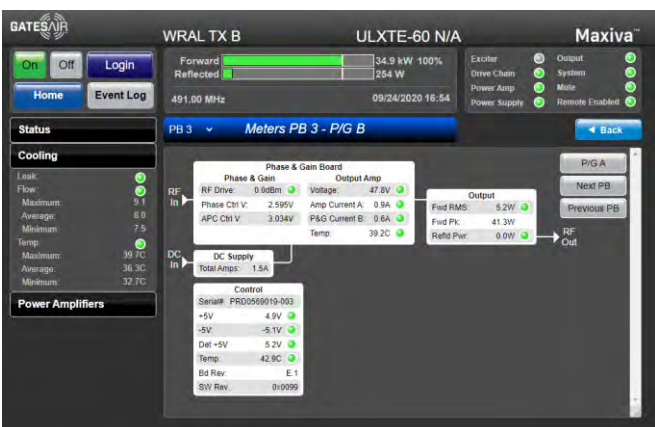 GATESAIR
WRAL TX B
ULXTE-60 N/A
Maxiva™
On
Off
Login
Home
Event Log
Forward
34.9 kW 100%
Reflected
254 W
491.00 MHz
09/24/2020 16:54
Exciter
Output
Drive Chain
System
Power Amp
Mute
Power Supply
Remote Enabled
Status
PB 3
Meters PB 3 - P/G B
◄ Back
Cooling
Leak:
Flow:
Maximum: 9.1
Average: 8.0
Minimum: 7.5
Temp:
Maximum: 39.7C
Average: 36.3C
Minimum: 32.7C
Power Amplifiers
P/G A
Next PB
Previous PB
RF
In
Phase & Gain Board
Phase & Gain
Output Amp
RF Drive: 0.0dBm
Voltage: 47.8V
Phase Ctrl V: 2.595V
Amp Current A: 0.9A
APC Ctrl V: 3.034V
P&G Current B: 0.6A
Temp: 39.2C
Output
Fwd RMS: 5.2W
Fwd Pk: 41.3W
Reftd Pwr: 0.0W
RF
Out
DC
In
DC Supply
Total Amps: 1.5A
Control
Serial# PRD0569019-003
+5V 4.9V
-5V: -5.1V
Det +5V 5.2V
Temp: 42.9C
Bd Rev: E.1
SW Rev: 0x0099